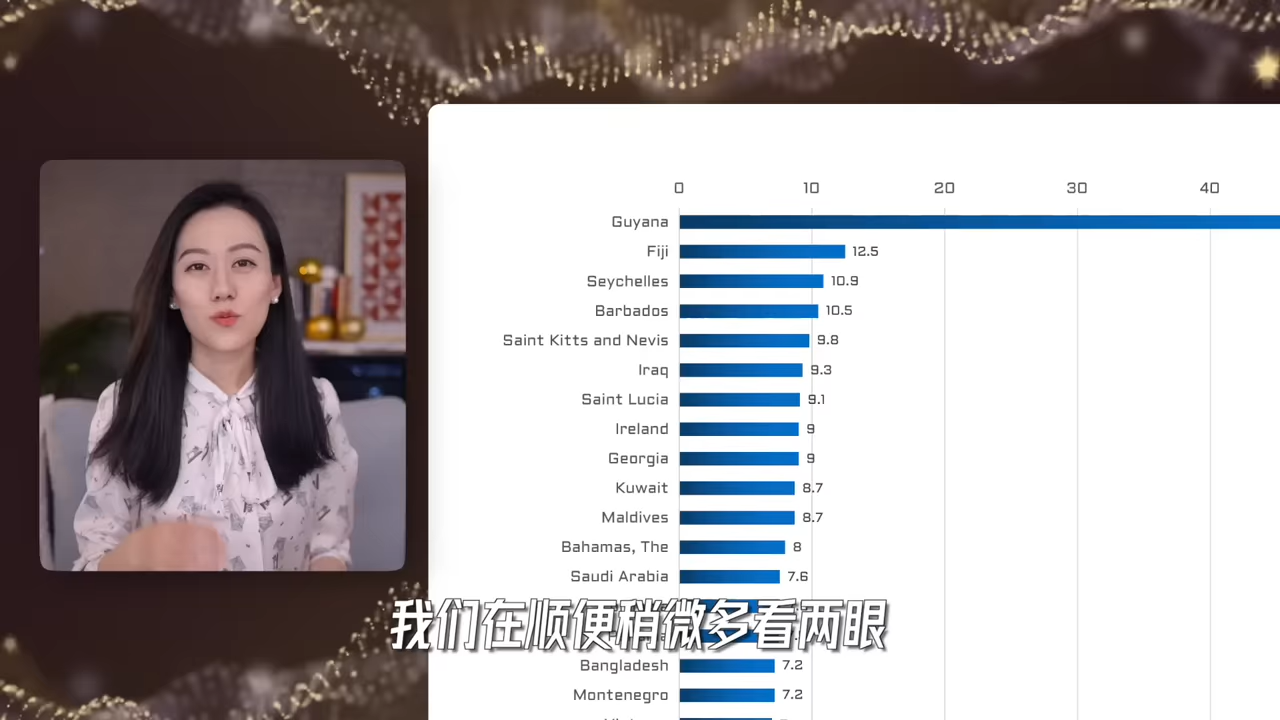 0 10 20 30 40
Guyana
Fiji 12.5
Seychelles 10.9
Barbados 10.5
Saint Kitts and Nevis 9.8
Iraq 9.3
Saint Lucia 9.1
Ireland 9
Georgia 9
Kuwait 8.7
Maldives 8.7
Bahamas, The 8
Saudi Arabia 7.6
我们在顺便稍微多看两眼
Bangladesh 7.2
Montenegro 7.2